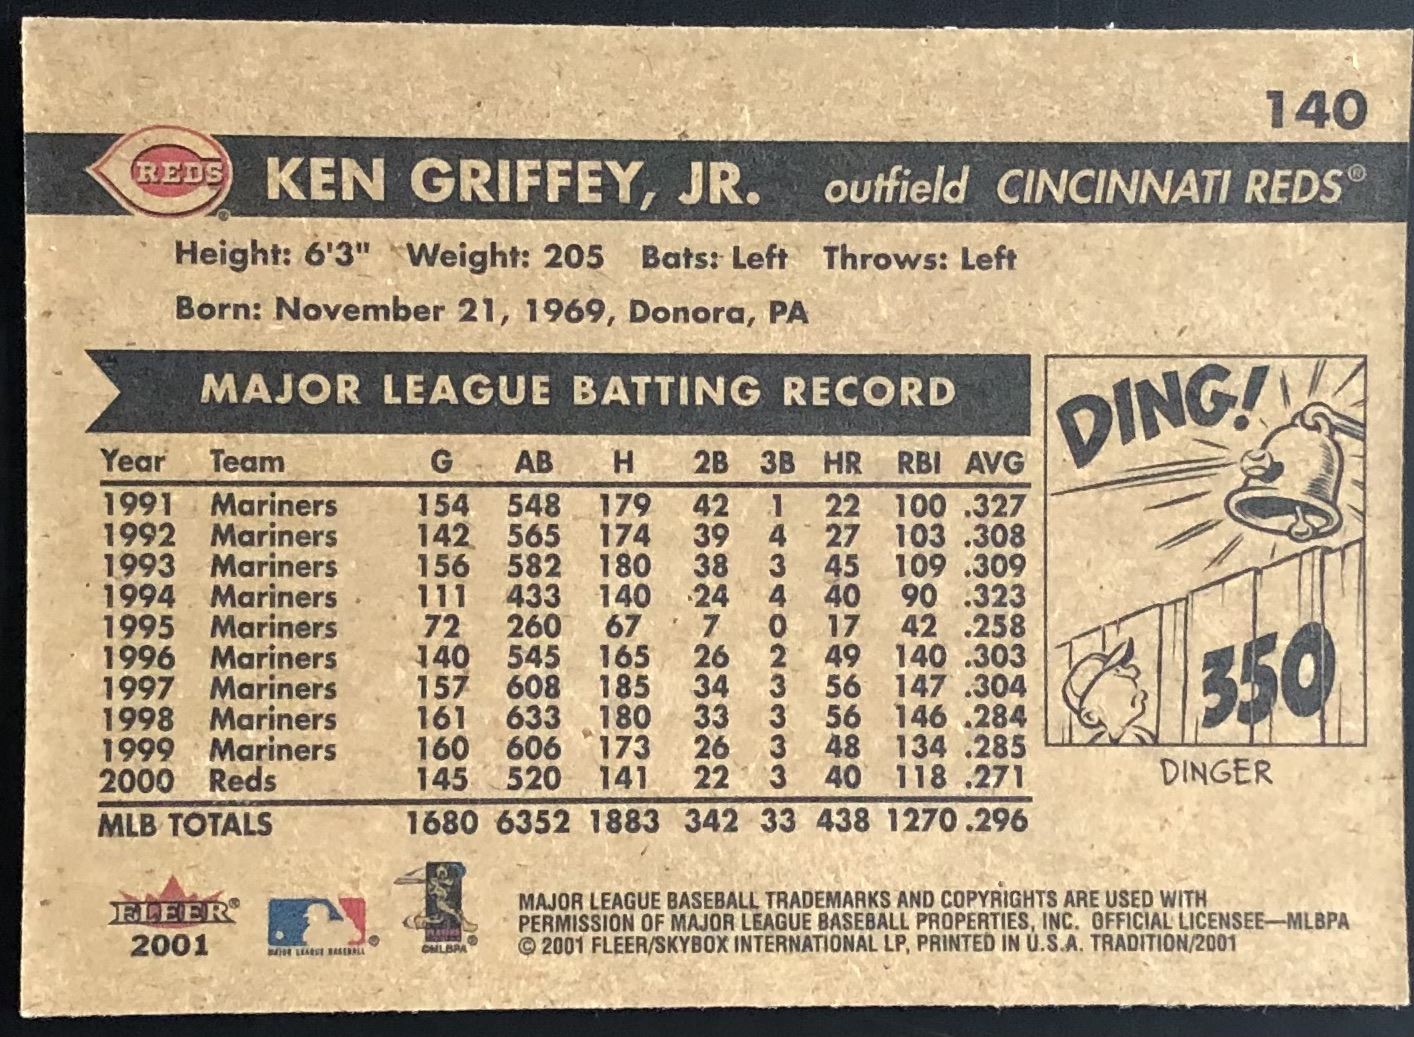 140
REDS KEN GRIFFEY, JR. outfield CINCINNATI REDS®
Height: 6'3" Weight: 205 Bats: Left Throws: Left
Born: November 21, 1969, Donora, PA
MAJOR LEAGUE BATTING RECORD
Year Team G AB H 2B 3B HR RBI AVG
1991 Mariners 154 548 179 42 1 22 100 .327
1992 Mariners 142 565 174 39 4 27 103 .308
1993 Mariners 156 582 180 38 3 45 109 .309
1994 Mariners 111 433 140 24 4 40 90 .323
1995 Mariners 72 260 67 7 0 17 42 .258
1996 Mariners 140 545 165 26 2 49 140 .303
1997 Mariners 157 608 185 34 3 56 147 .304
1998 Mariners 161 633 180 33 3 56 146 .284
1999 Mariners 160 606 173 26 3 48 134 .285
2000 Reds 145 520 141 22 3 40 118 .271
MLB TOTALS 1680 6352 1883 342 33 438 1270 .296
DING!
350
DINGER
FLEER®
2001
MAJOR LEAGUE BASEBALL®
©MLBPA
MAJOR LEAGUE BASEBALL TRADEMARKS AND COPYRIGHTS ARE USED WITH
PERMISSION OF MAJOR LEAGUE BASEBALL PROPERTIES, INC. OFFICIAL LICENSEE—MLBPA
© 2001 FLEER/SKYBOX INTERNATIONAL LP, PRINTED IN U.S.A. TRADITION/2001